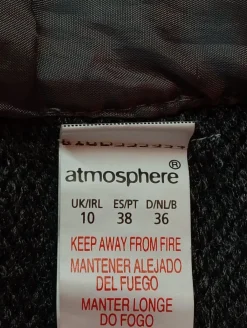 atmosphere®
UK/IRL ES/PT D/NL/B
10 38 36
KEEP AWAY FROM FIRE
MANTENER ALEJADO
DEL FUEGO
MANTER LONGE
DO FOGO